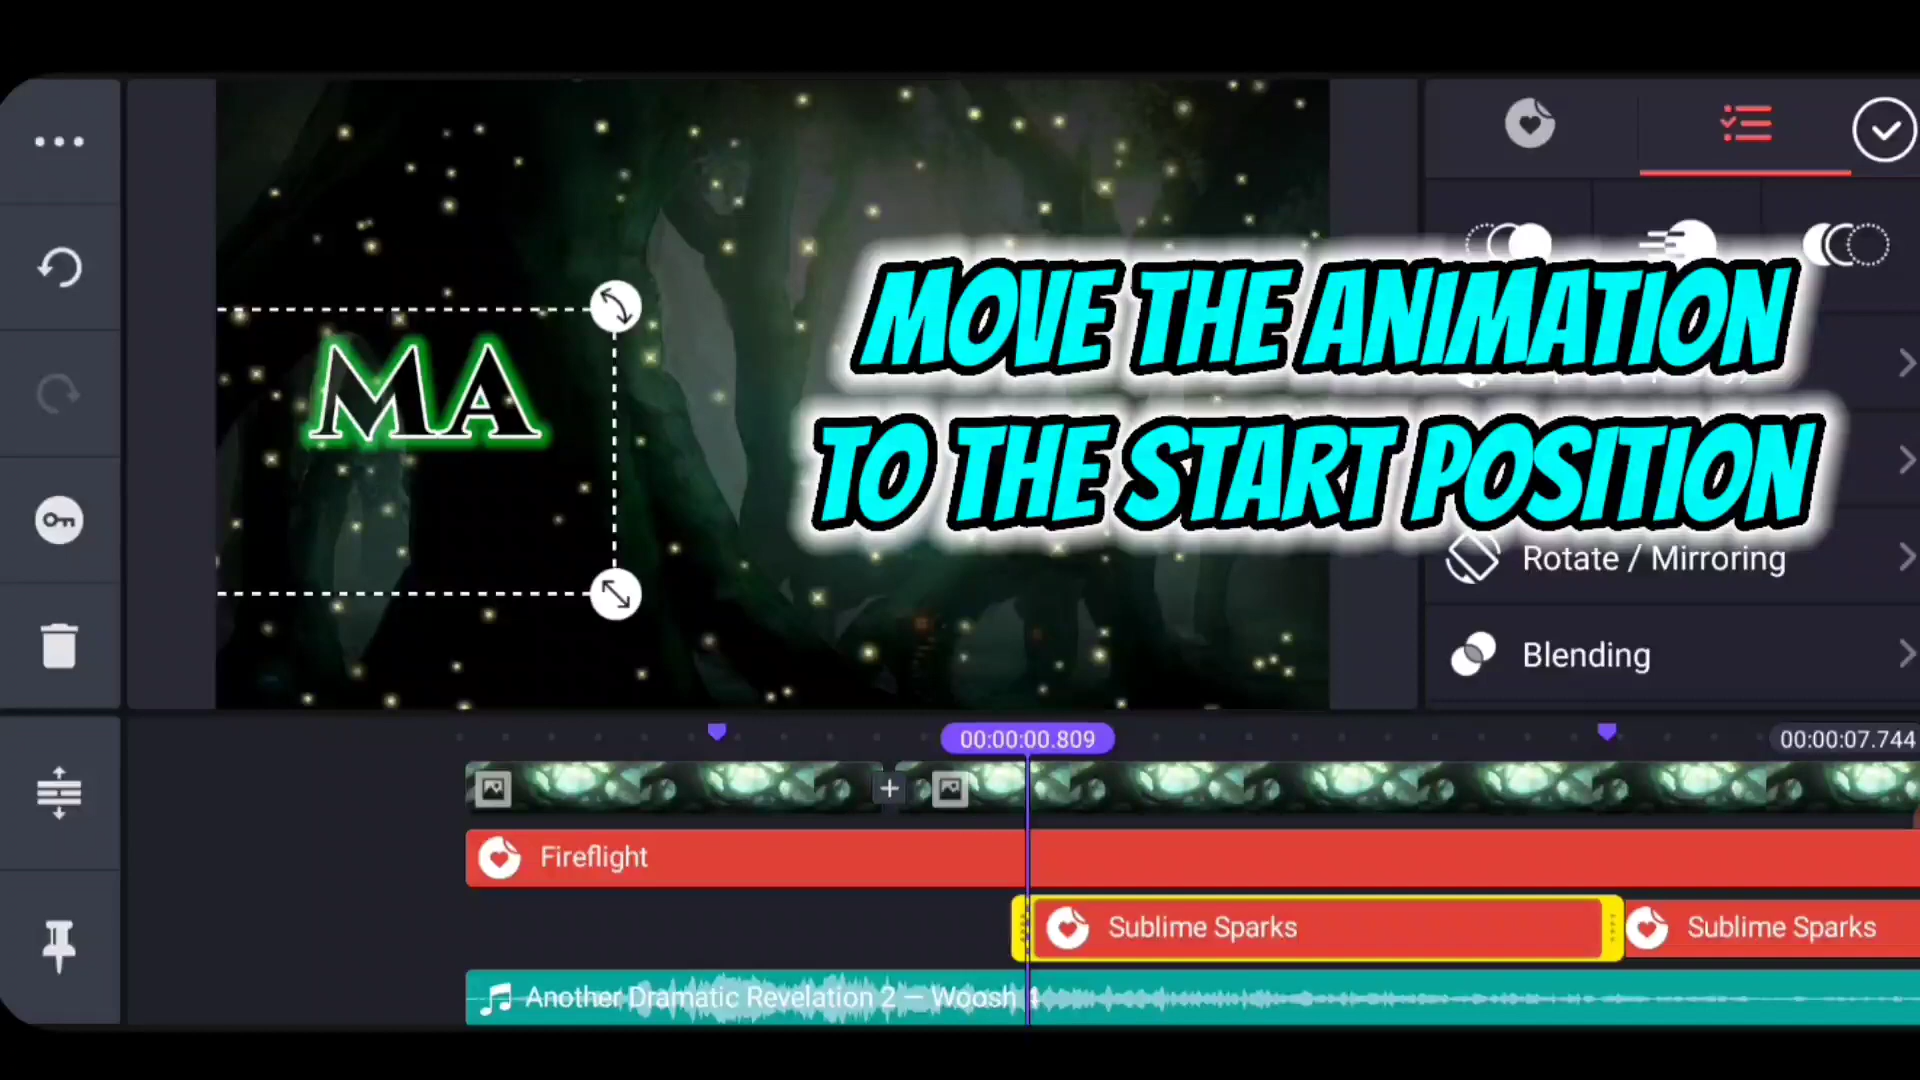 MA
MOVE THE ANIMATION
TO THE START POSITION
Rotate / Mirroring
Blending
00:00:00.809
00:00:07.744
Fireflight
Sublime Sparks
Sublime Sparks
Another Dramatic Revelation 2 — Woosh 4